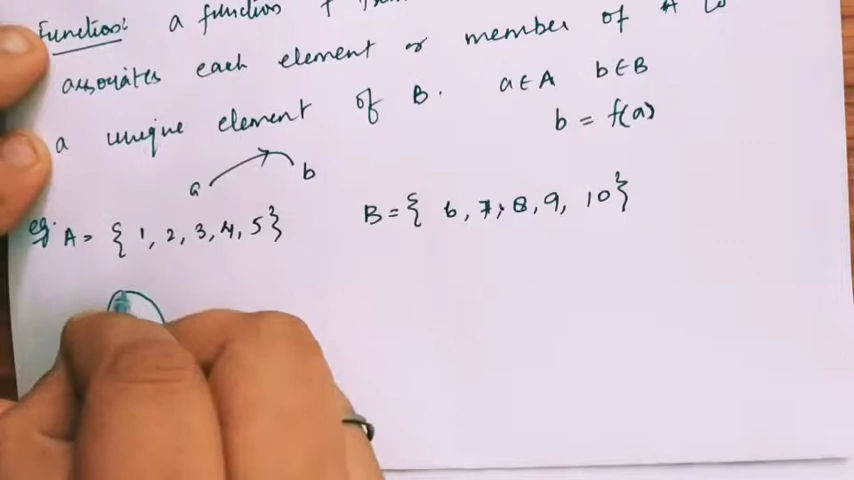 Function: a function f
associates each element or member of A to
a unique element of B. a ∈ A b ∈ B
b = f(a)
a b
eg: A = {1, 2, 3, 4, 5} B = {6, 7, 8, 9, 10}